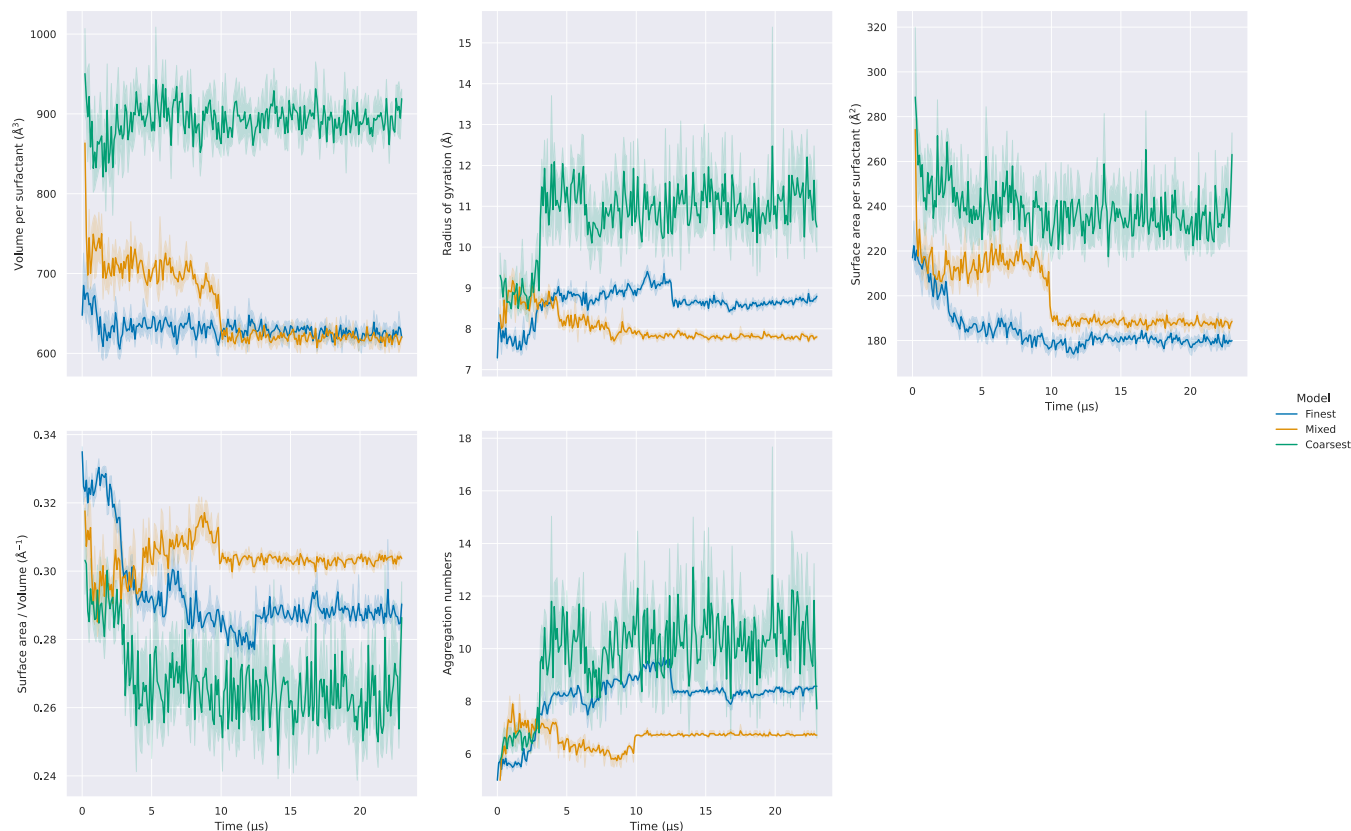 Volume per surfactant (Å³)
1000
900
800
700
600
Radius of gyration (Å)
15
14
13
12
11
10
9
8
7
Surface area per surfactant (Å²)
320
300
280
260
240
220
200
180
0 5 10 15 20
Time (μs)
Model
Finest
Mixed
Coarsest
Surface area / Volume (Å⁻¹)
0.34
0.32
0.30
0.28
0.26
0.24
0 5 10 15 20
Time (μs)
Aggregation numbers
18
16
14
12
10
8
6
0 5 10 15 20
Time (μs)